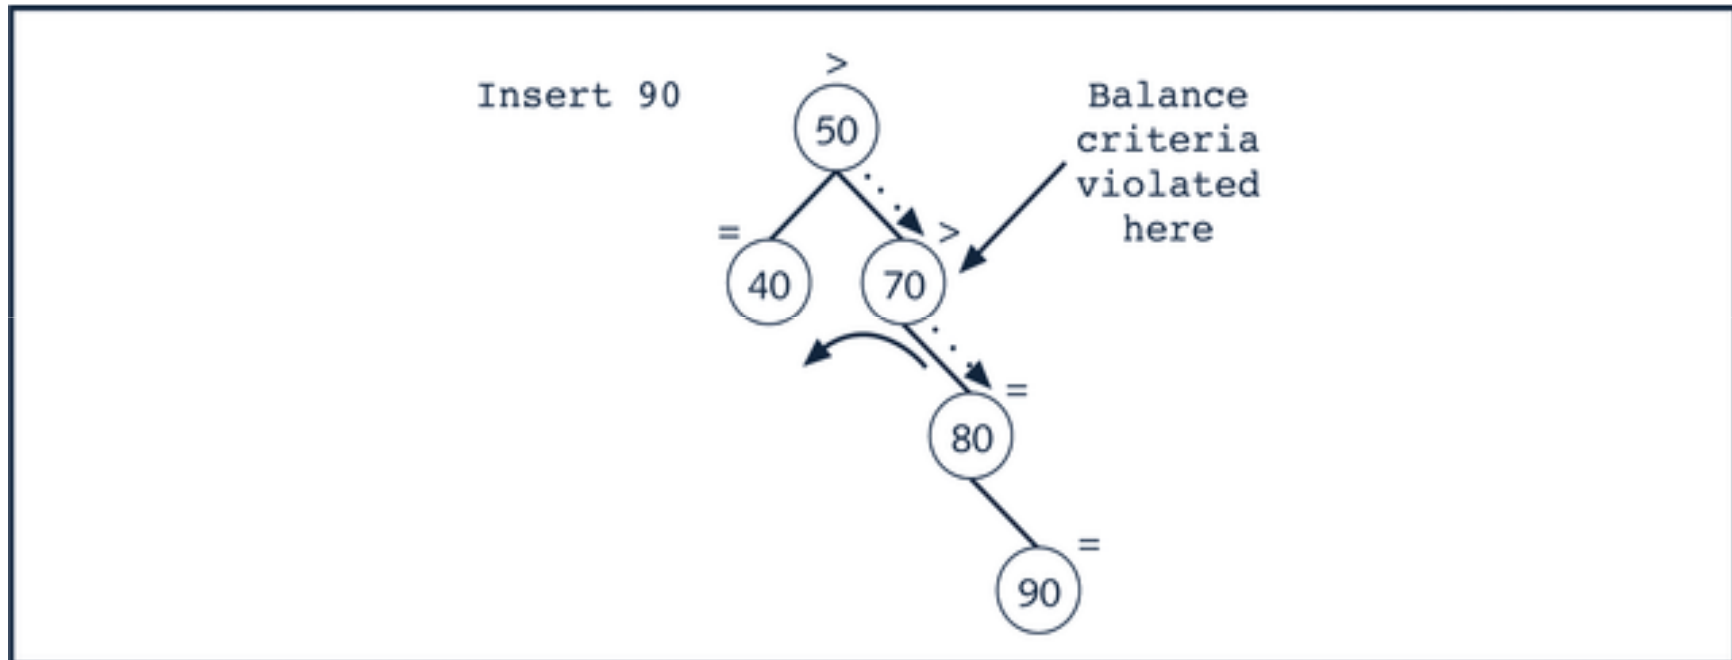 >
Insert 90
50
Balance
criteria
violated
here
=
>
40
70
=
80
=
90